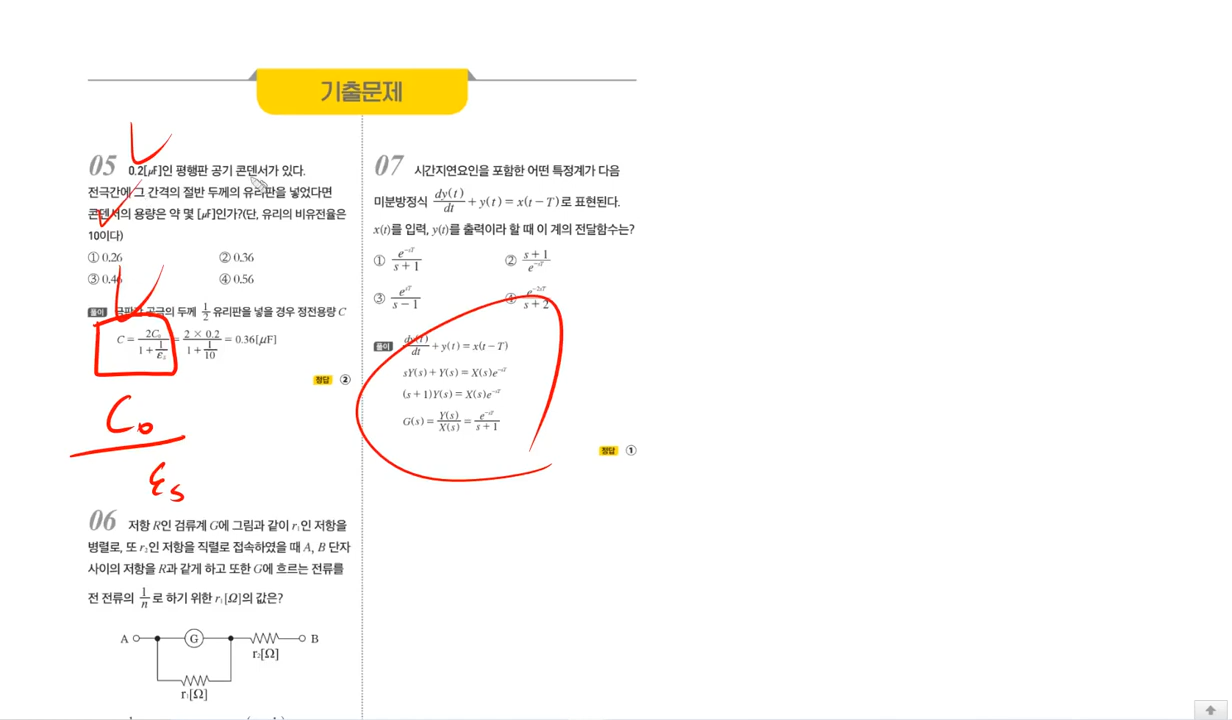 기출문제
05 0.2[μF]인 평행판 공기 콘덴서가 있다.
전극간에 그 간격의 절반 두께의 유리판을 넣었다면
콘덴서의 용량은 약 몇 [μF]인가?(단, 유리의 비유전율은
10이다)
① 0.26 ② 0.36
③ 0.46 ④ 0.56
풀이 극판간 공극의 두께 1/2 유리판을 넣을 경우 정전용량 C
C = 2C₀/(1 + 1/εₛ) = (2 × 0.2)/(1 + 1/10) = 0.36[μF]
정답 ②
C₀
εₛ
06 저항 R인 검류계 G에 그림과 같이 r₁인 저항을
병렬로, 또 r₂인 저항을 직렬로 접속하였을 때 A, B 단자
사이의 저항을 R과 같게 하고 또한 G에 흐르는 전류를
전 전류의 1/n로 하기 위한 r₁[Ω]의 값은?
A G B
r₂[Ω]
r₁[Ω]
07 시간지연요인을 포함한 어떤 특정계가 다음
미분방정식 dy(t)/dt + y(t) = x(t−T)로 표현된다.
x(t)를 입력, y(t)를 출력이라 할 때 이 계의 전달함수는?
① e^{−sT}/(s+1) ② (s+1)/e^{−sT}
③ e^{sT}/(s−1) ④ e^{−2sT}/(s+2)
풀이 dy(t)/dt + y(t) = x(t−T)
sY(s) + Y(s) = X(s)e^{−sT}
(s+1)Y(s) = X(s)e^{−sT}
G(s) = Y(s)/X(s) = e^{−sT}/(s+1)
정답 ①